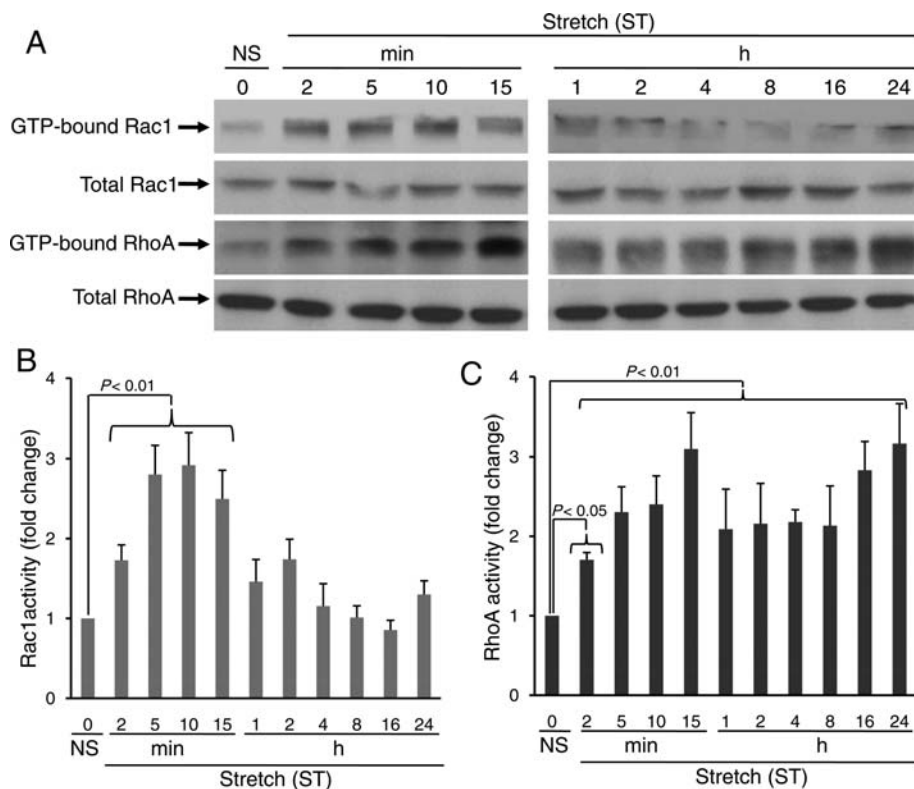 A
Stretch (ST)
NS min h
0 2 5 10 15 1 2 4 8 16 24
GTP-bound Rac1
Total Rac1
GTP-bound RhoA
Total RhoA
B
P< 0.01
Rac1activity (fold change)
4
3
2
1
0
0 2 5 10 15 1 2 4 8 16 24
NS min h
Stretch (ST)
C
P< 0.01
P< 0.05
RhoA activity (fold change)
4
3
2
1
0
0 2 5 10 15 1 2 4 8 16 24
NS min h
Stretch (ST)